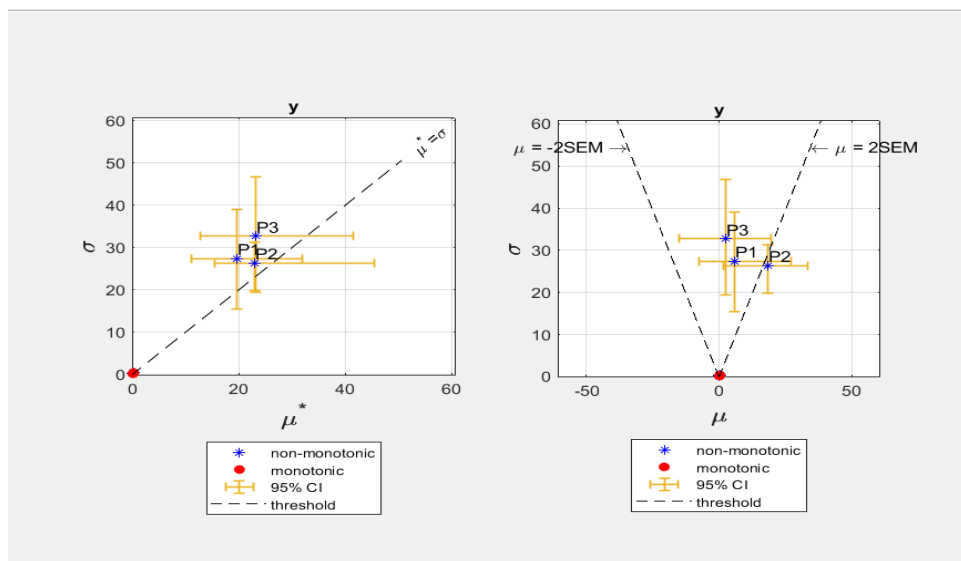 y
60
50
40
30
20
10
0
σ
μ* =σ
P3
P1
P2
0
20
40
60
μ*
non-monotonic
monotonic
95% CI
threshold
y
60
50
40
30
20
10
0
σ
μ = -2SEM →
← μ = 2SEM
P3
P1
P2
-50
0
50
μ
non-monotonic
monotonic
95% CI
threshold